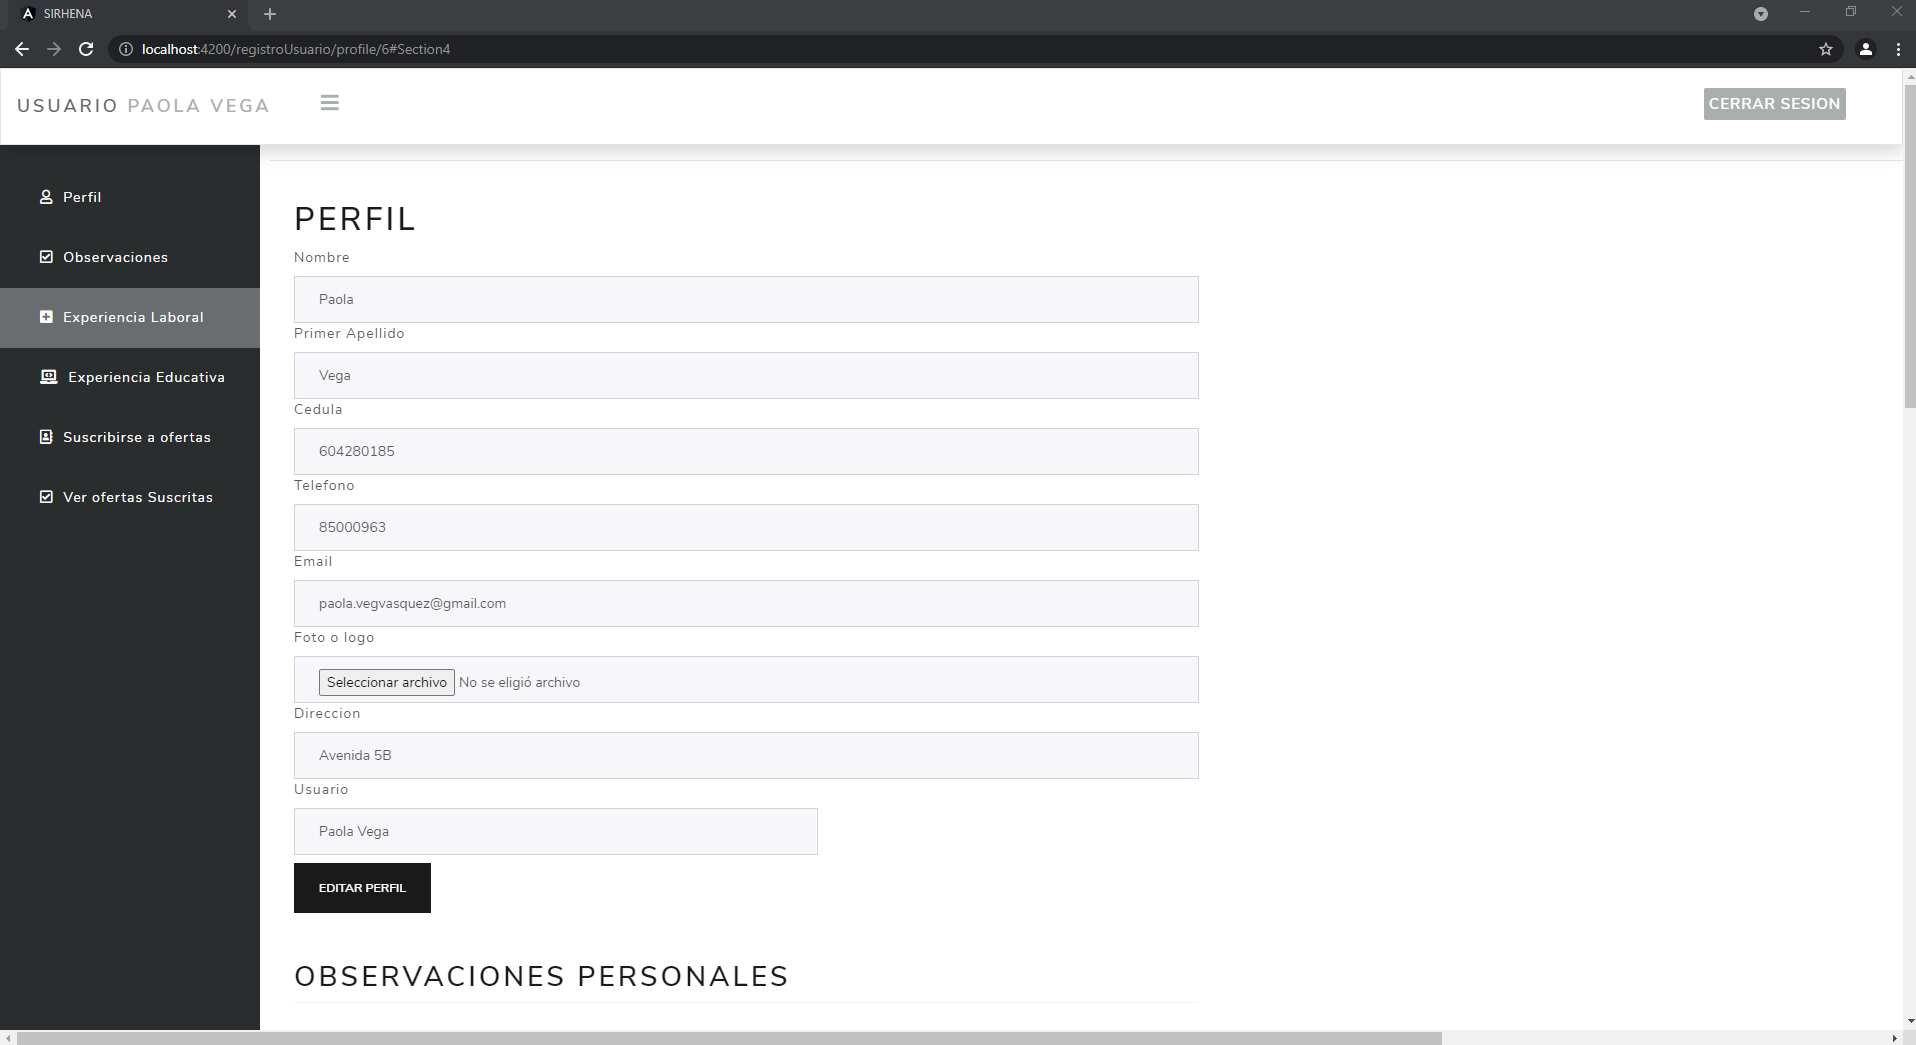 SIRHENA
localhost:4200/registroUsuario/profile/6#Section4
USUARIO PAOLA VEGA
CERRAR SESION
Perfil
Observaciones
Experiencia Laboral
Experiencia Educativa
Suscribirse a ofertas
Ver ofertas Suscritas
PERFIL
Nombre
Paola
Primer Apellido
Vega
Cedula
604280185
Telefono
85000963
Email
paola.vegvasquez@gmail.com
Foto o logo
Seleccionar archivo No se eligió archivo
Direccion
Avenida 5B
Usuario
Paola Vega
EDITAR PERFIL
OBSERVACIONES PERSONALES